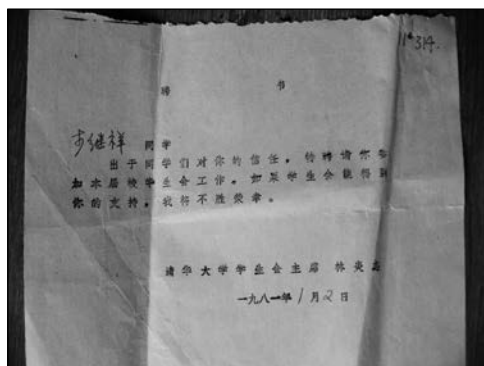 11#314.
聘 书
步继祥 同学
出于同学们对你的信任，特聘请你参
加本届校学生会工作。如果学生会能得到
你的支持，我将不胜荣幸。
清华大学学生会主席 林炎志
一九八一年1月2日